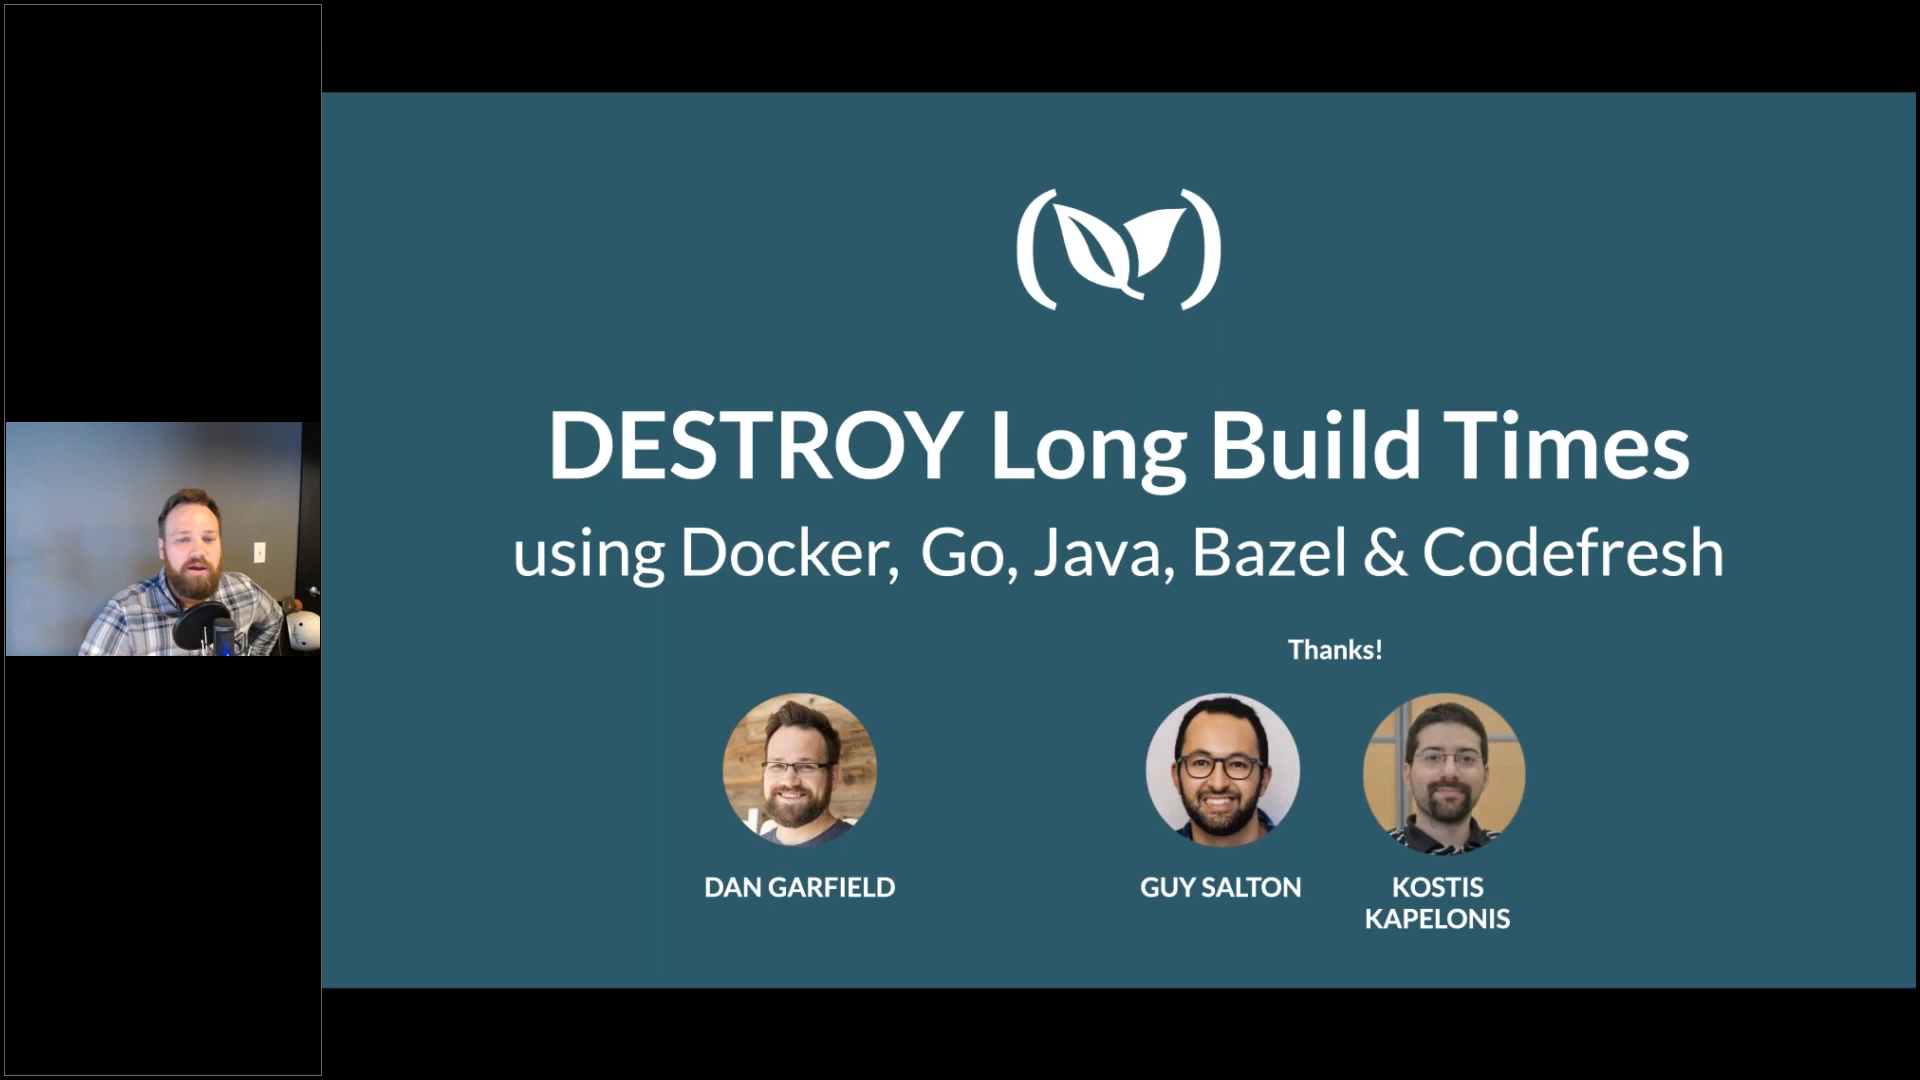 DESTROY Long Build Times
using Docker, Go, Java, Bazel & Codefresh
Thanks!
DAN GARFIELD
GUY SALTON
KOSTIS
KAPELONIS